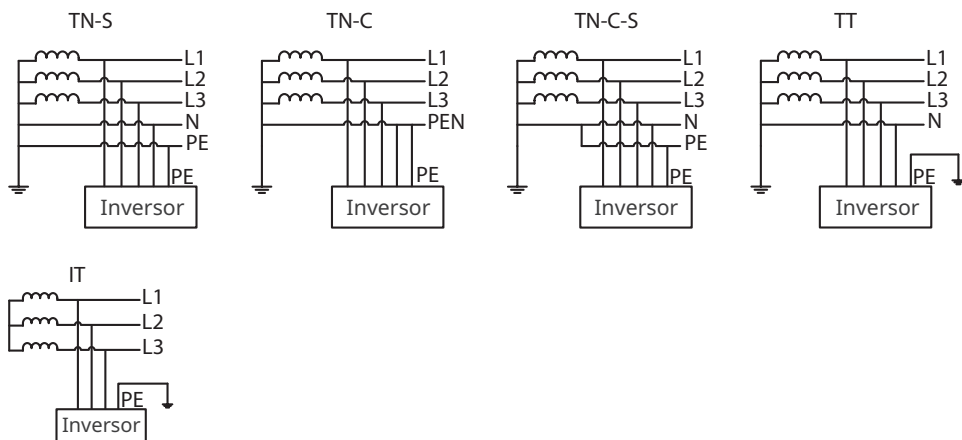 TN-S
L1
L2
L3
N
PE
PE
Inversor
TN-C
L1
L2
L3
PEN
PE
Inversor
TN-C-S
L1
L2
L3
N
PE
PE
Inversor
TT
L1
L2
L3
N
PE
Inversor
IT
L1
L2
L3
PE
Inversor